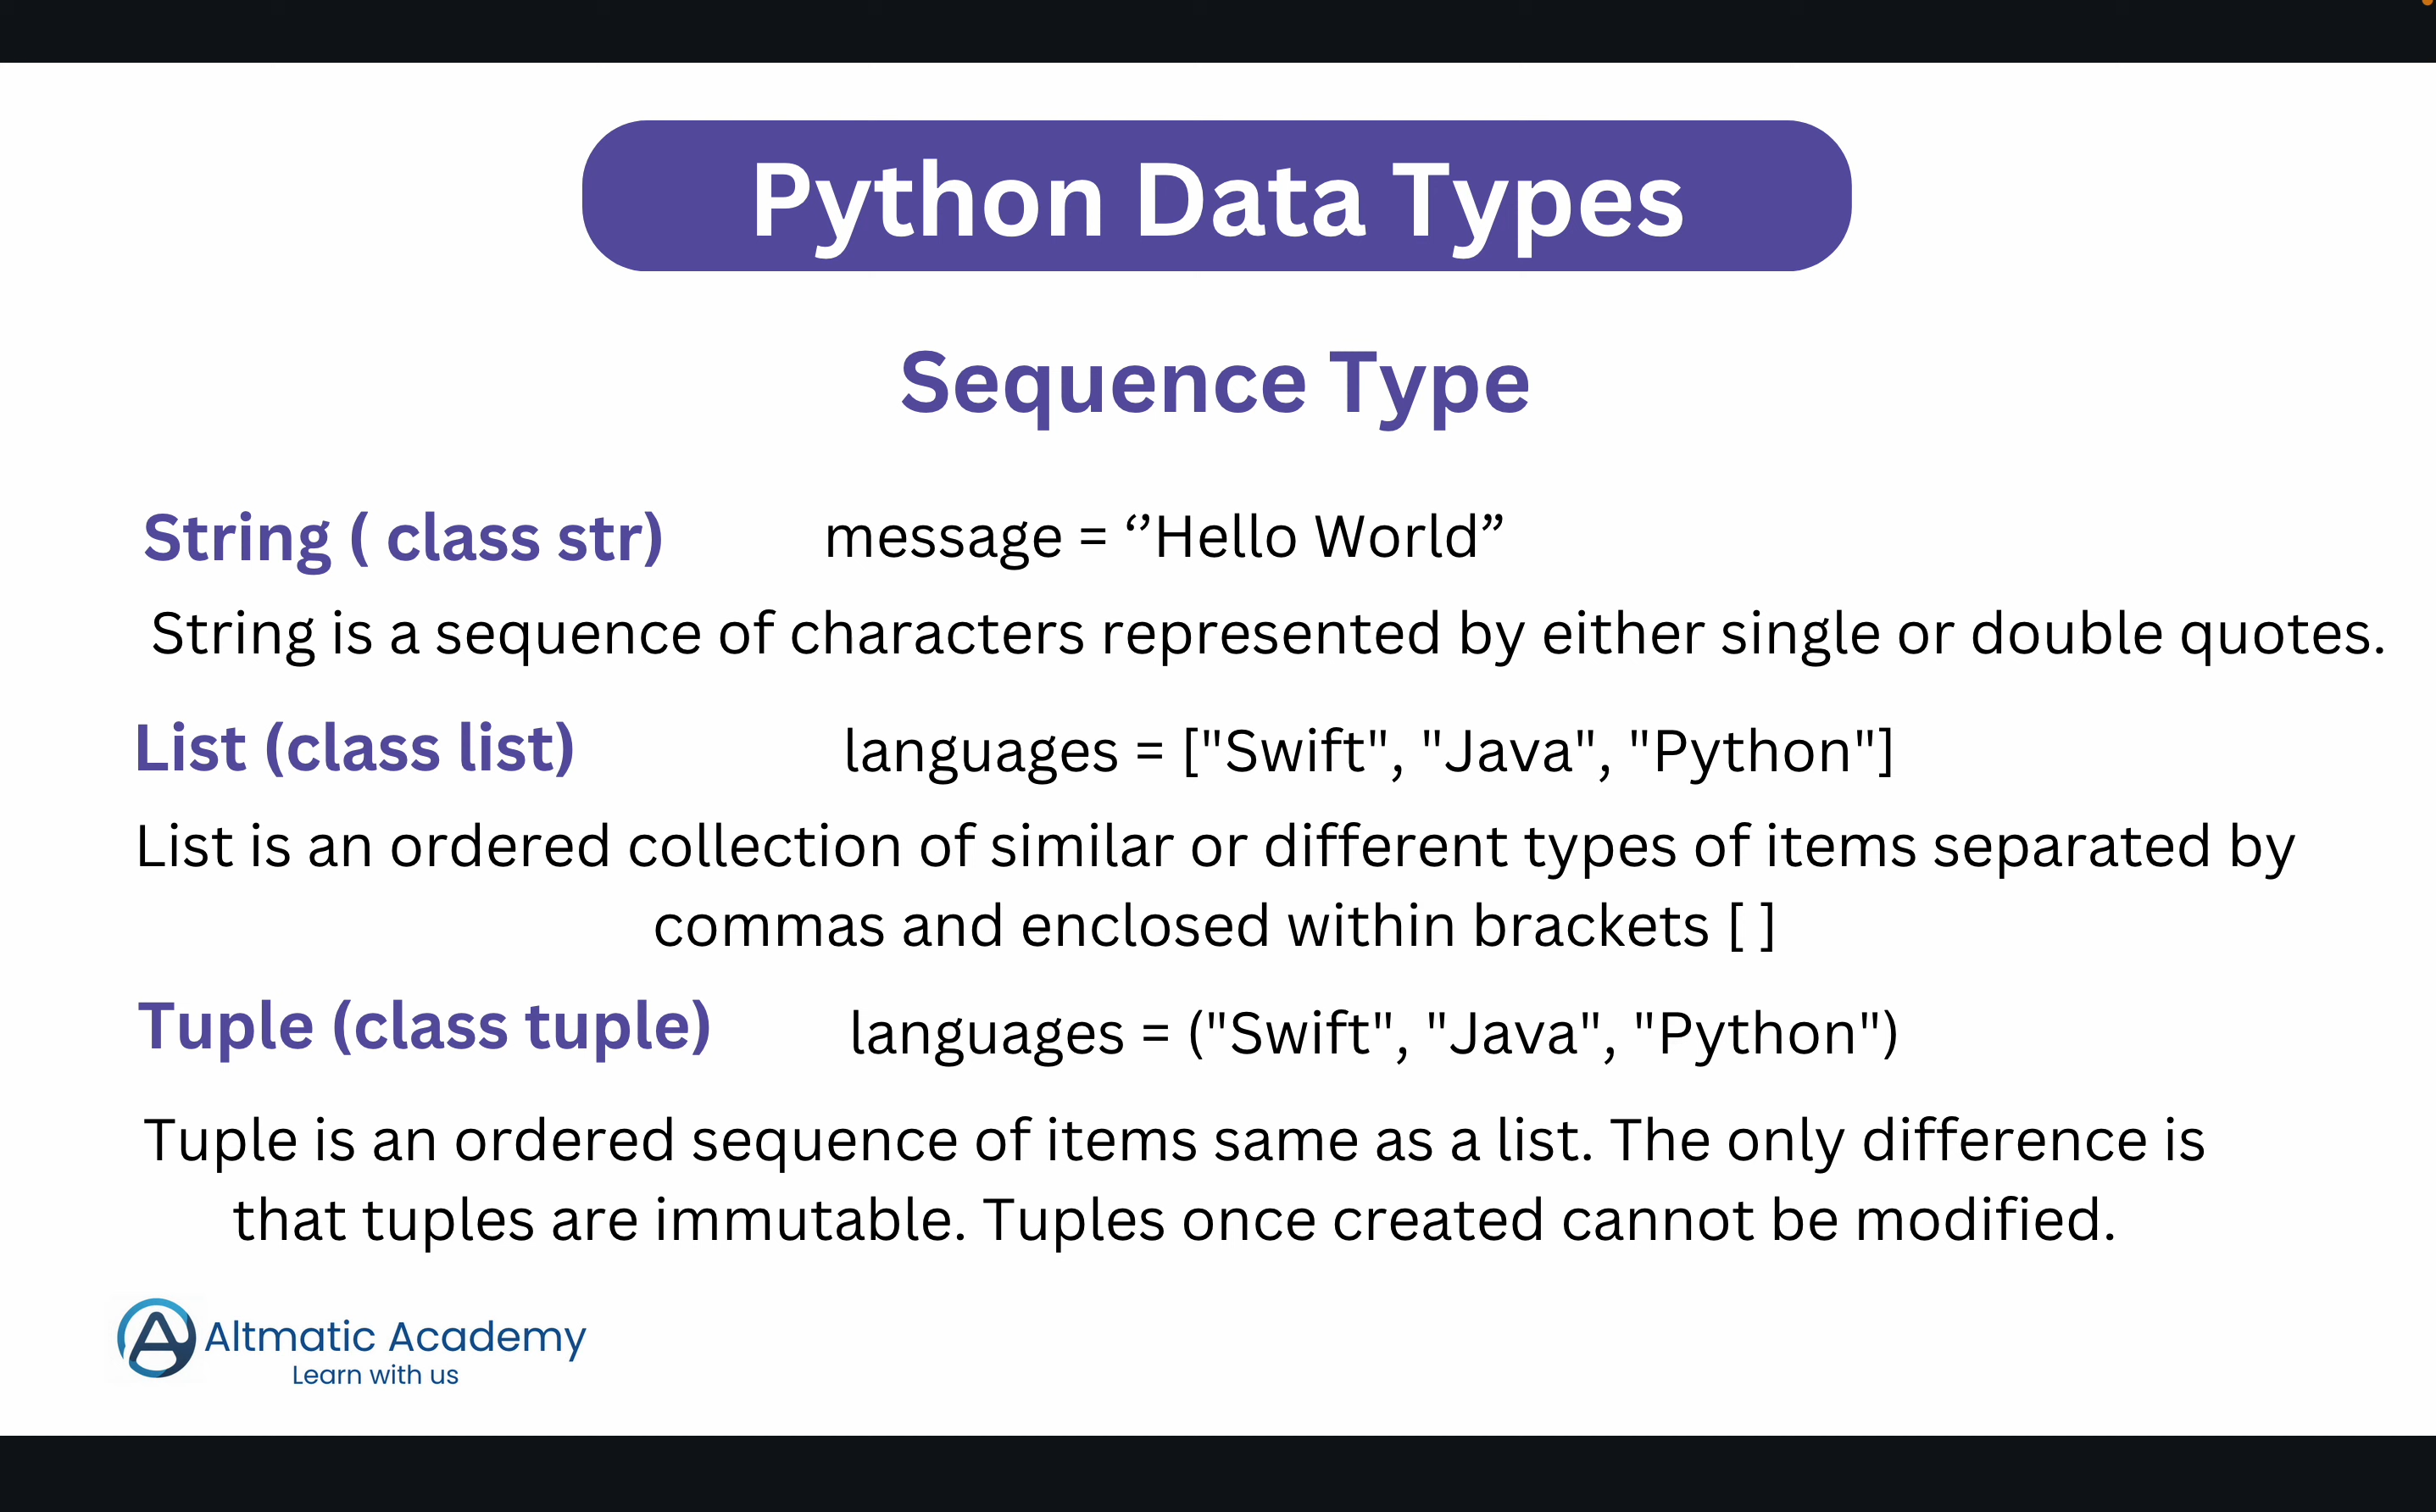 Python Data Types
Sequence Type
String ( class str) message = ‘’Hello World”
String is a sequence of characters represented by either single or double quotes.
List (class list) languages = ["Swift", "Java", "Python"]
List is an ordered collection of similar or different types of items separated by
commas and enclosed within brackets [ ]
Tuple (class tuple) languages = ("Swift", "Java", "Python")
Tuple is an ordered sequence of items same as a list. The only difference is
that tuples are immutable. Tuples once created cannot be modified.
Altmatic Academy
Learn with us